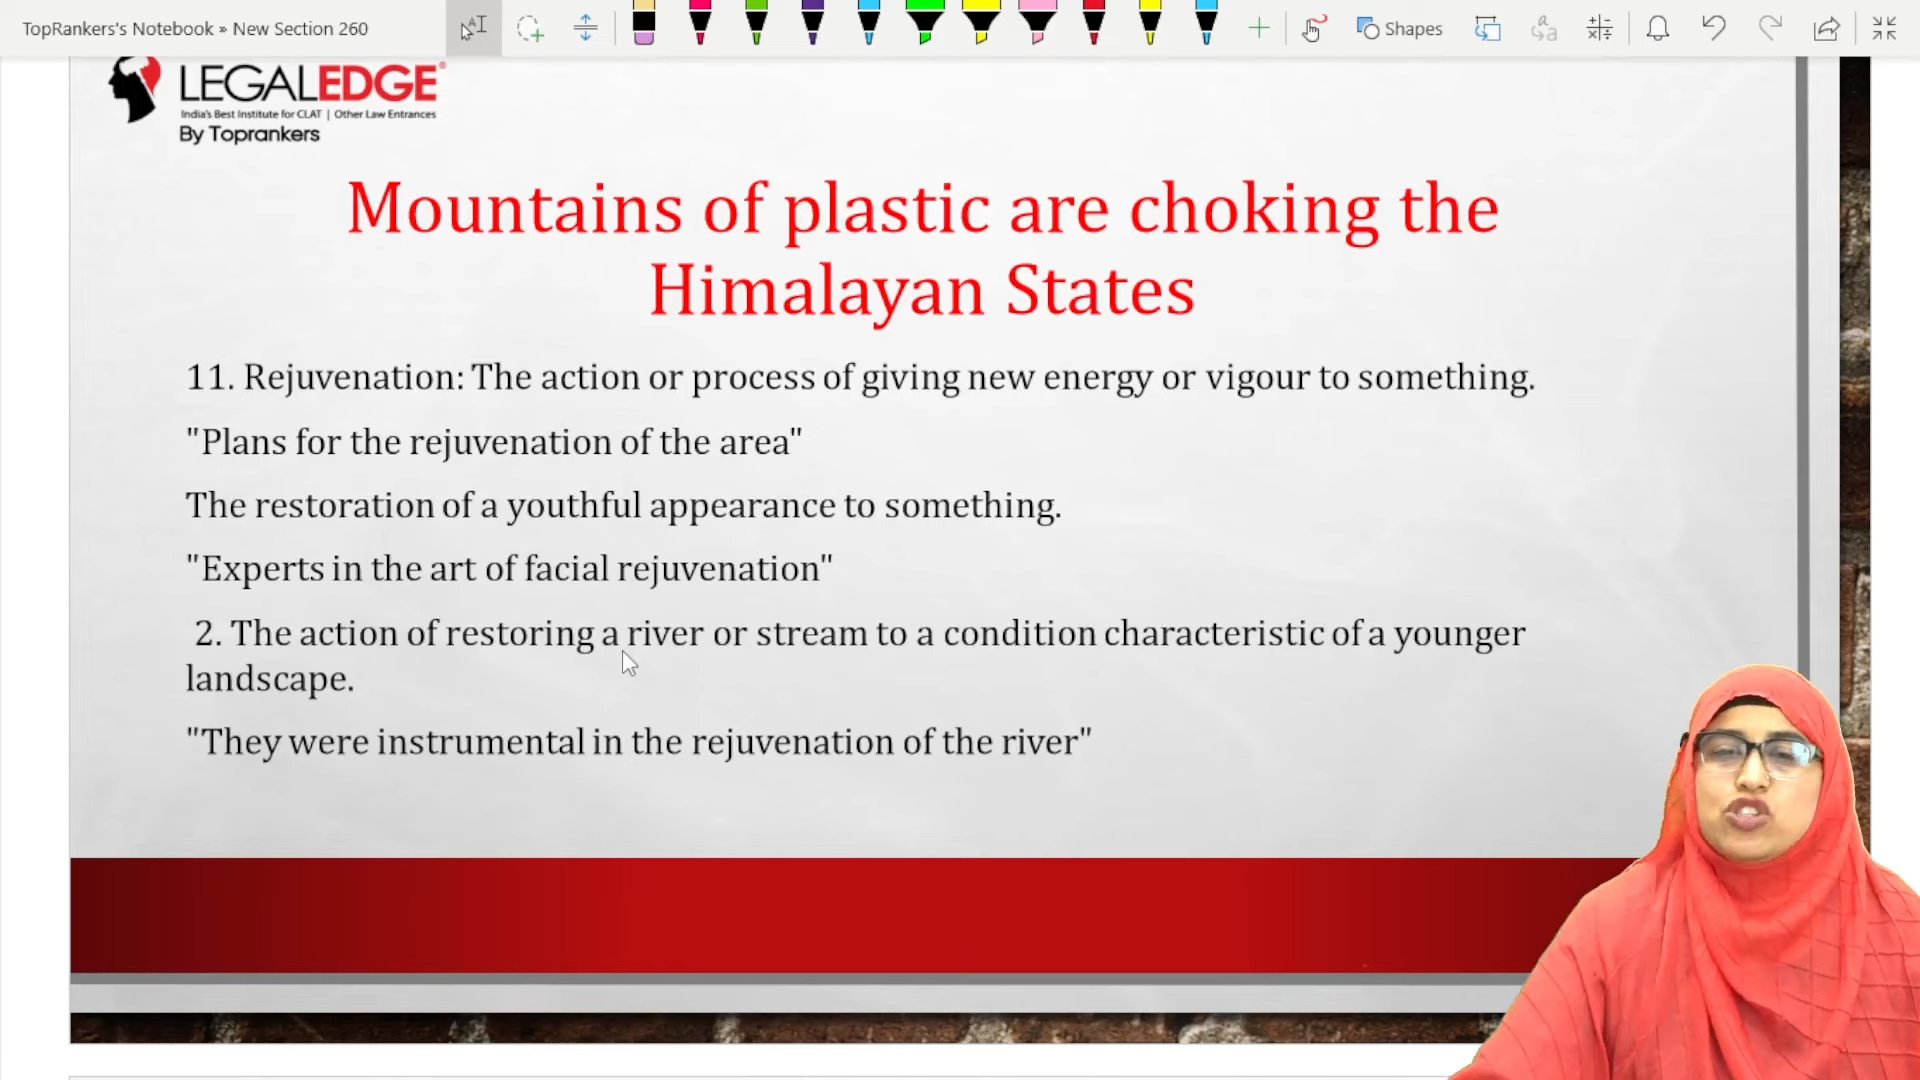 TopRankers's Notebook » New Section 260
Shapes
LEGALEDGE
India's Best Institute for CLAT | Other Law Entrances
By Toprankers
Mountains of plastic are choking the
Himalayan States
11. Rejuvenation: The action or process of giving new energy or vigour to something.
"Plans for the rejuvenation of the area"
The restoration of a youthful appearance to something.
"Experts in the art of facial rejuvenation"
2. The action of restoring a river or stream to a condition characteristic of a younger
landscape.
"They were instrumental in the rejuvenation of the river"